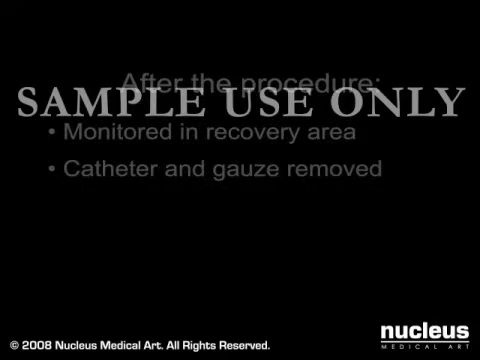 After the procedure:
SAMPLE USE ONLY
• Monitored in recovery area
• Catheter and gauze removed
nucleus
MEDICAL ART
© 2008 Nucleus Medical Art. All Rights Reserved.